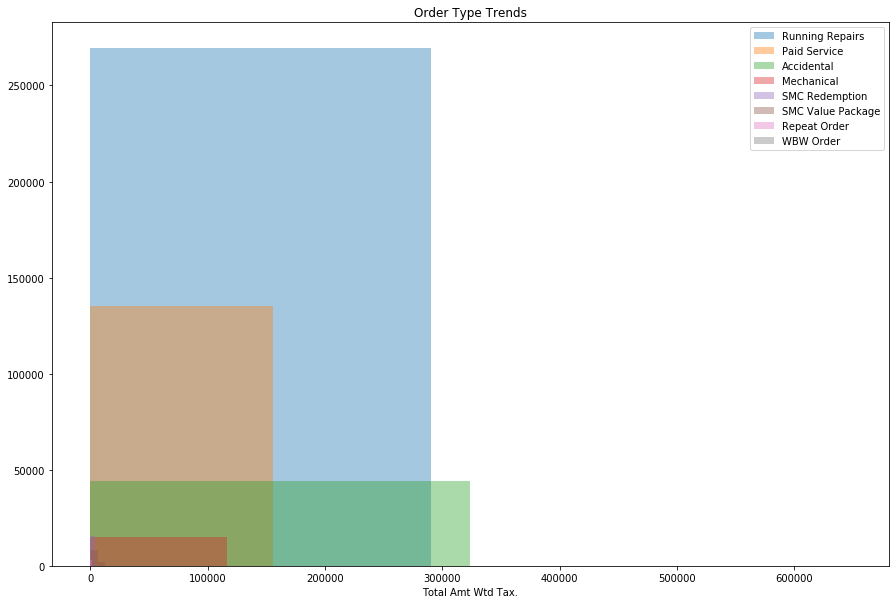 Order Type Trends
Running Repairs
Paid Service
Accidental
Mechanical
SMC Redemption
SMC Value Package
Repeat Order
WBW Order
250000
200000
150000
100000
50000
0
0 100000 200000 300000 400000 500000 600000
Total Amt Wtd Tax.